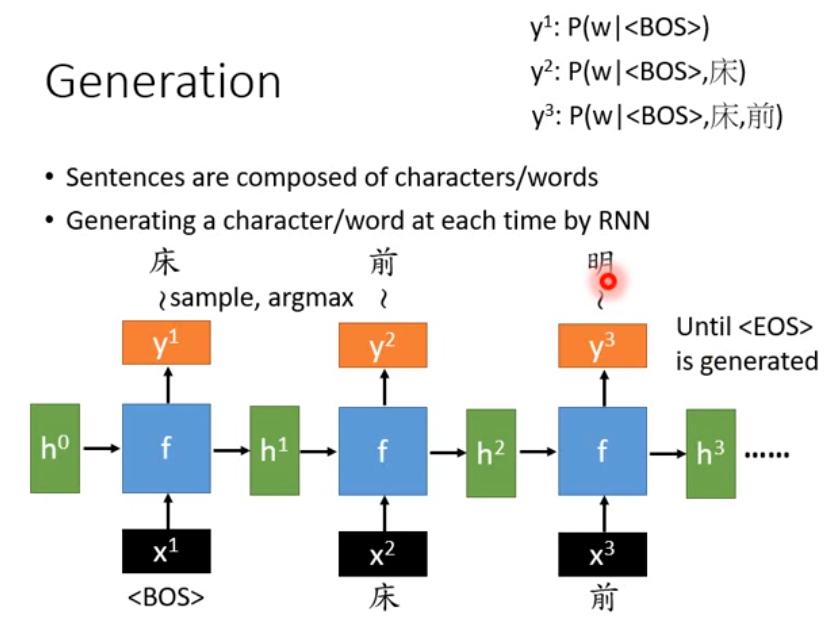 y¹: P(w|<BOS>)
y²: P(w|<BOS>,床)
y³: P(w|<BOS>,床,前)
Generation
• Sentences are composed of characters/words
• Generating a character/word at each time by RNN
床 前 明
~sample, argmax ~ ~
y¹ y² y³
Until <EOS>
is generated
h⁰ f h¹ f h² f h³ ……
x¹ x² x³
<BOS> 床 前